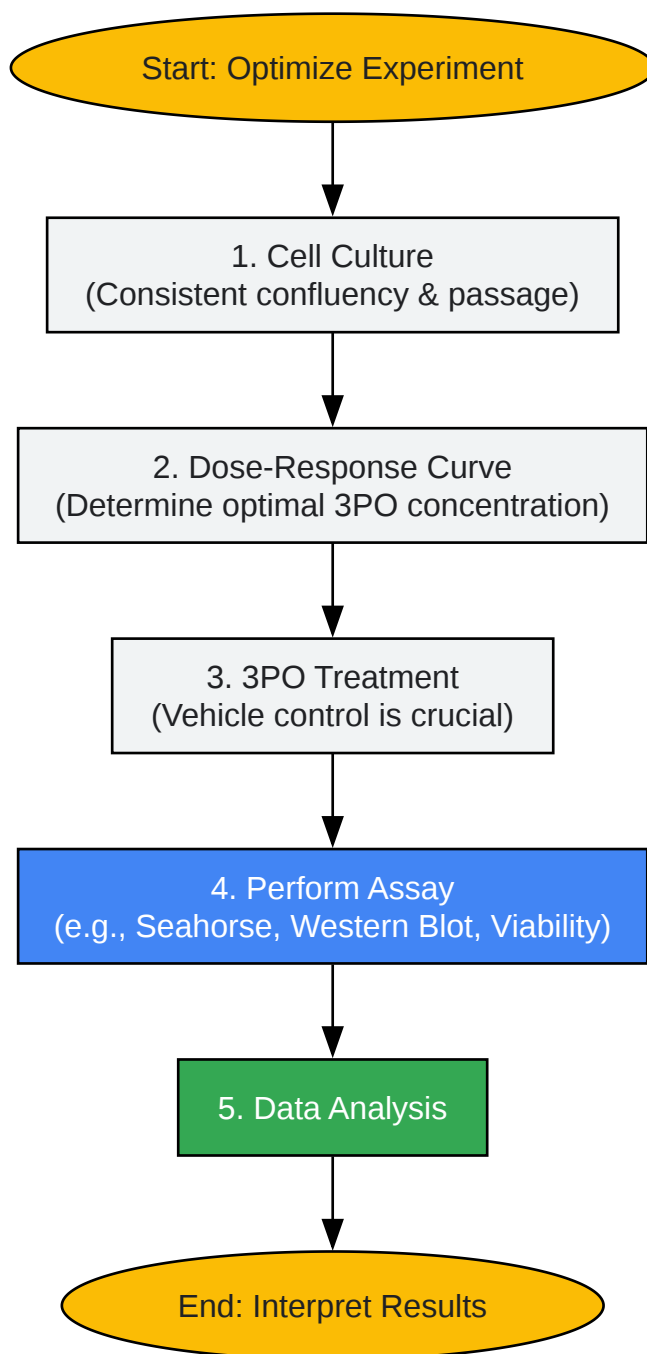 Start: Optimize Experiment
1. Cell Culture
(Consistent confluency & passage)
2. Dose-Response Curve
(Determine optimal 3PO concentration)
3. 3PO Treatment
(Vehicle control is crucial)
4. Perform Assay
(e.g., Seahorse, Western Blot, Viability)
5. Data Analysis
End: Interpret Results